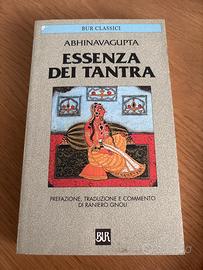 BUR CLASSICI
ABHINAVAGUPTA
ESSENZA
DEI TANTRA
PREFAZIONE, TRADUZIONE E COMMENTO
DI RANIERO GNOLI
BUR